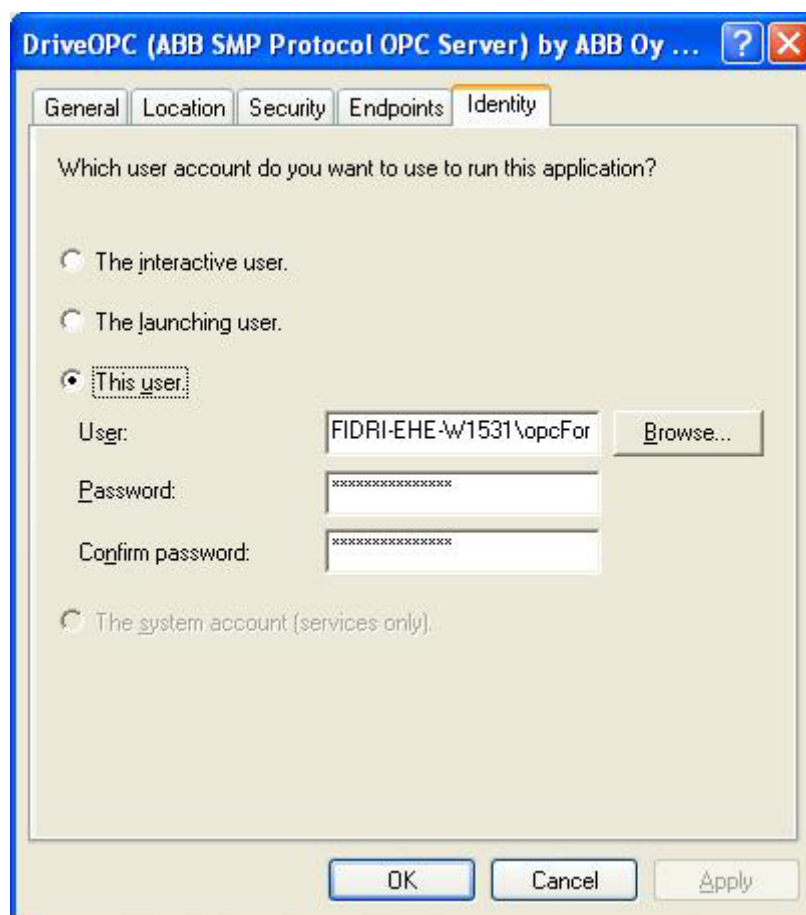 DriveOPC (ABB SMP Protocol OPC Server) by ABB Oy ...
General Location Security Endpoints Identity
Which user account do you want to use to run this application?
The interactive user.
The launching user.
This user.
User: FIDRI-EHE-W1531\opcFor Browse...
Password: ***************
Confirm password: ***************
The system account (services only).
OK Cancel Apply